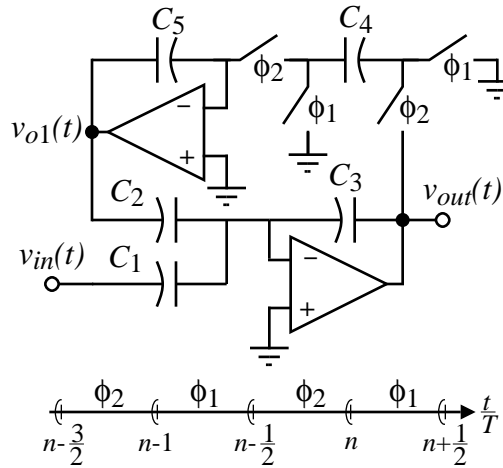 C₅
C₄
ϕ₂
ϕ₁
ϕ₁
ϕ₂
−
+
vo1(t)
C₂
C₃
vout(t)
vin(t)
C₁
−
+
ϕ₂ ϕ₁ ϕ₂ ϕ₁ t/T
n-3/2 n-1 n-1/2 n n+1/2